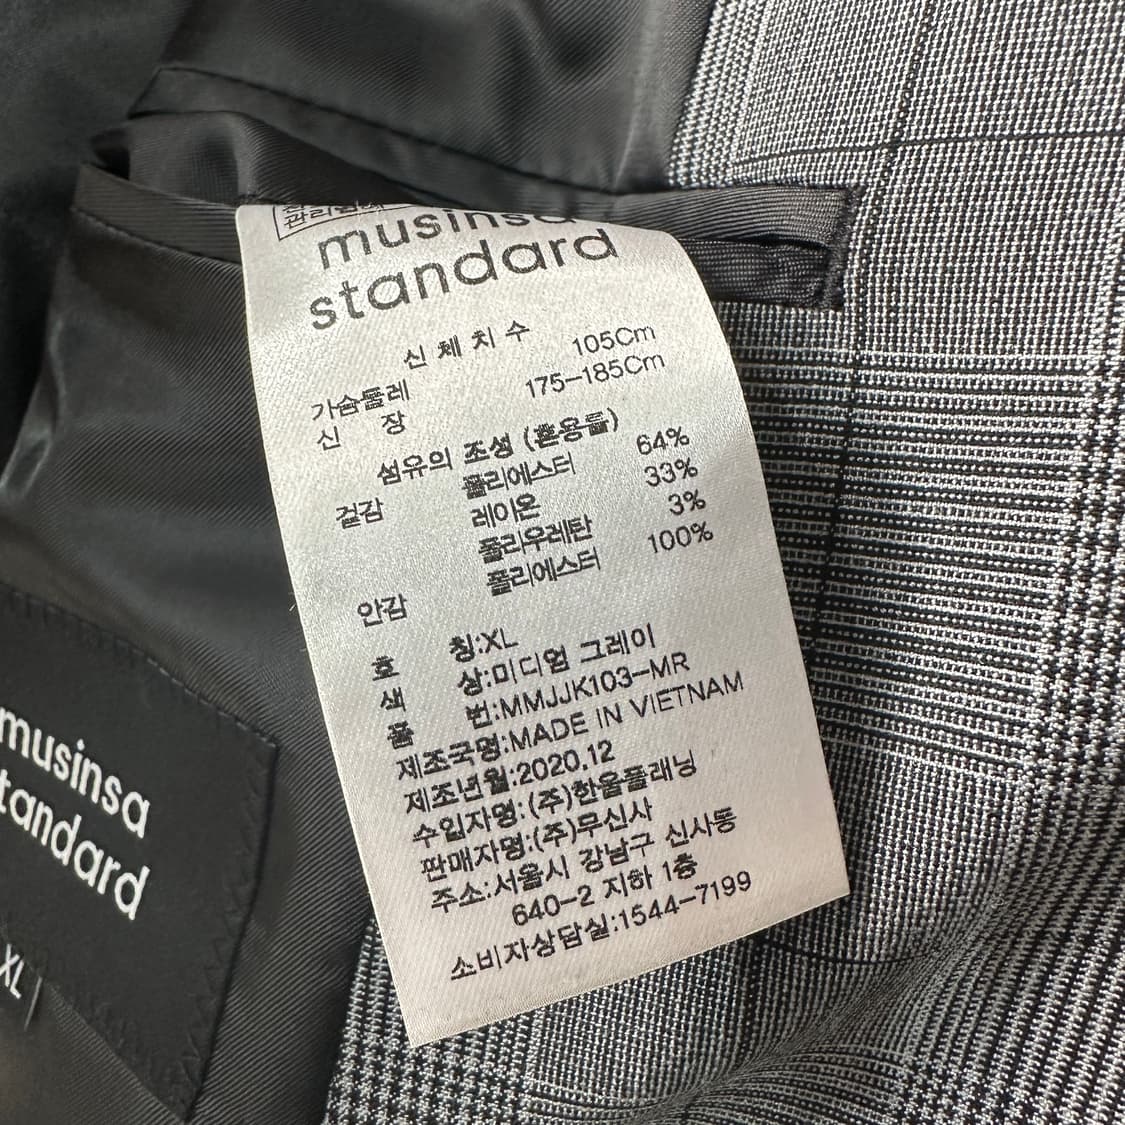 musinsa
standard
신체치수
가슴둘레 105Cm
신 장 175-185Cm
섬유의 조성 (혼용률)
겉감 폴리에스터 64%
레이온 33%
폴리우레탄 3%
안감 폴리에스터 100%
호 칭:XL
색 상:미디엄 그레이
품 번:MMJJK103-MR
제조국명:MADE IN VIETNAM
제조년월:2020.12
수입자명:(주)한울플래닝
판매자명:(주)무신사
주소:서울시 강남구 신사동
640-2 지하 1층
소비자상담실:1544-7199
musinsa
standard
XL